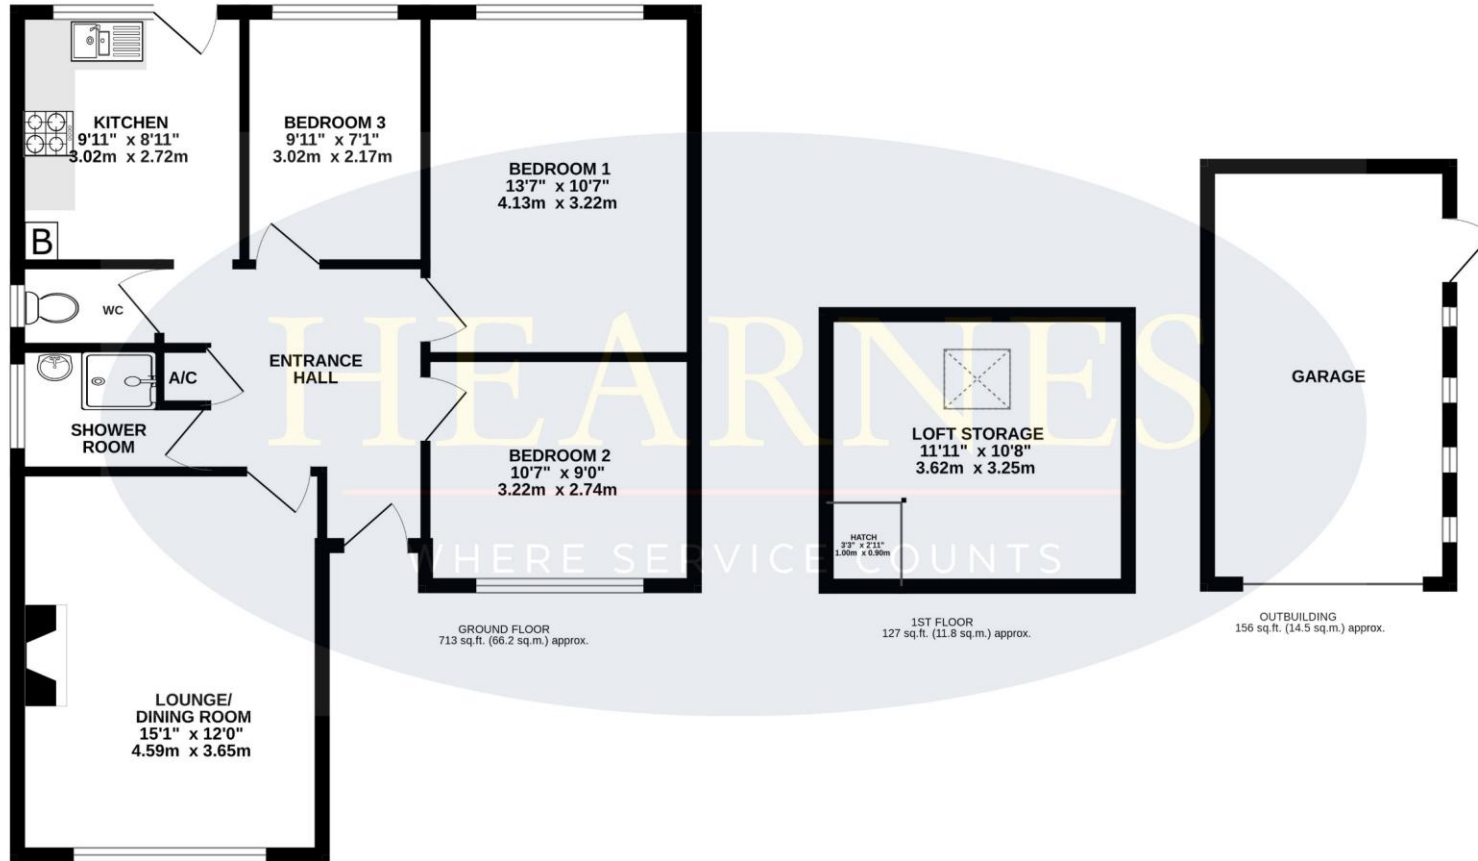 KITCHEN
9'11" x 8'11"
3.02m x 2.72m
BEDROOM 3
9'11" x 7'1"
3.02m x 2.17m
BEDROOM 1
13'7" x 10'7"
4.13m x 3.22m
B
WC
A/C
ENTRANCE
HALL
SHOWER
ROOM
BEDROOM 2
10'7" x 9'0"
3.22m x 2.74m
LOUNGE/
DINING ROOM
15'1" x 12'0"
4.59m x 3.65m
GROUND FLOOR
713 sq.ft. (66.2 sq.m.) approx.
LOFT STORAGE
11'11" x 10'8"
3.62m x 3.25m
HATCH
3'3" x 2'11"
1.00m x 0.90m
1ST FLOOR
127 sq.ft. (11.8 sq.m.) approx.
GARAGE
OUTBUILDING
156 sq.ft. (14.5 sq.m.) approx.
HEARNES
WHERE SERVICE COUNTS